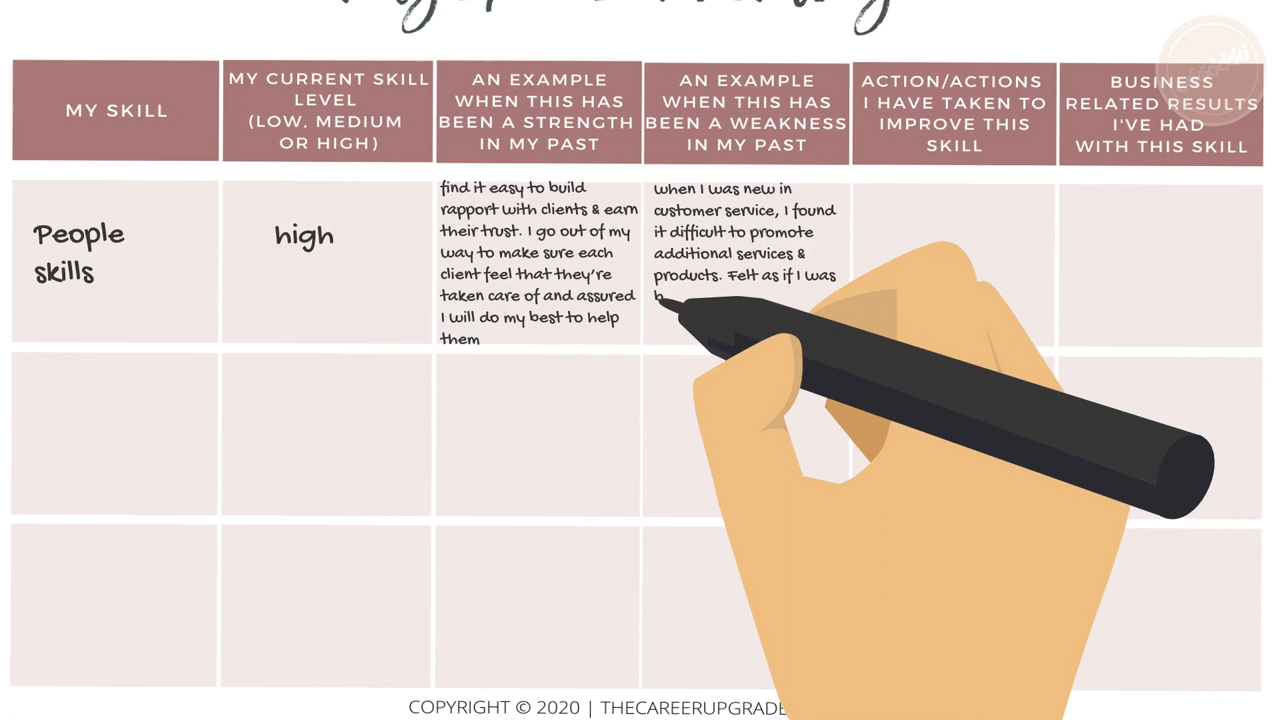 MY SKILL
MY CURRENT SKILL
LEVEL
(LOW, MEDIUM
OR HIGH)
AN EXAMPLE
WHEN THIS HAS
BEEN A STRENGTH
IN MY PAST
AN EXAMPLE
WHEN THIS HAS
BEEN A WEAKNESS
IN MY PAST
ACTION/ACTIONS
I HAVE TAKEN TO
IMPROVE THIS
SKILL
BUSINESS
RELATED RESULTS
I'VE HAD
WITH THIS SKILL
People
skills
high
find it easy to build
rapport with clients & earn
their trust. I go out of my
way to make sure each
client feel that they're
taken care of and assured
I will do my best to help
them
when I was new in
customer service, I found
it difficult to promote
additional services &
products. Felt as if I was
b
COPYRIGHT © 2020 | THECAREERUPGRADE